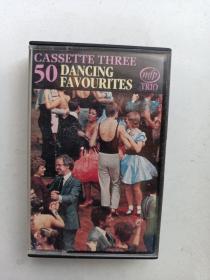 CASSETTE THREE
50 DANCING
FAVOURITES
mfp
TRIO